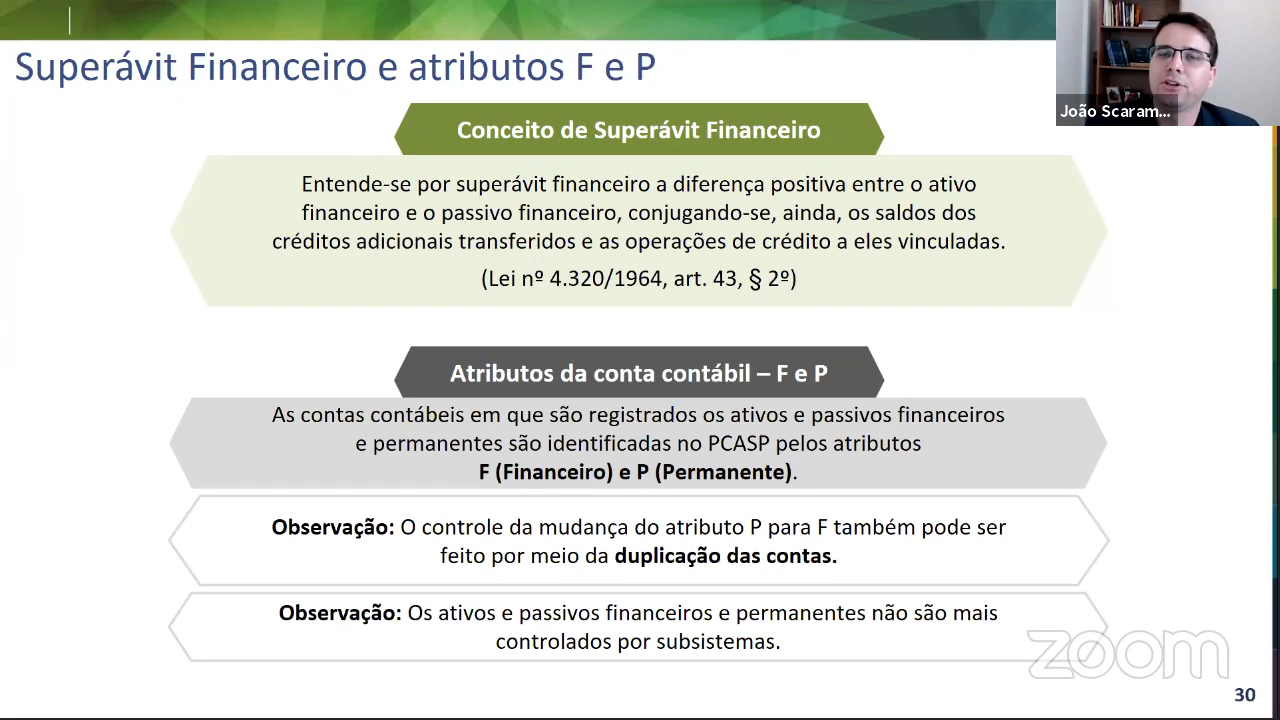 Superávit Financeiro e atributos F e P
João Scaram...
Conceito de Superávit Financeiro
Entende-se por superávit financeiro a diferença positiva entre o ativo
financeiro e o passivo financeiro, conjugando-se, ainda, os saldos dos
créditos adicionais transferidos e as operações de crédito a eles vinculadas.
(Lei nº 4.320/1964, art. 43, § 2º)
Atributos da conta contábil – F e P
As contas contábeis em que são registrados os ativos e passivos financeiros
e permanentes são identificadas no PCASP pelos atributos
F (Financeiro) e P (Permanente).
Observação: O controle da mudança do atributo P para F também pode ser
feito por meio da duplicação das contas.
Observação: Os ativos e passivos financeiros e permanentes não são mais
controlados por subsistemas.
zoom
30